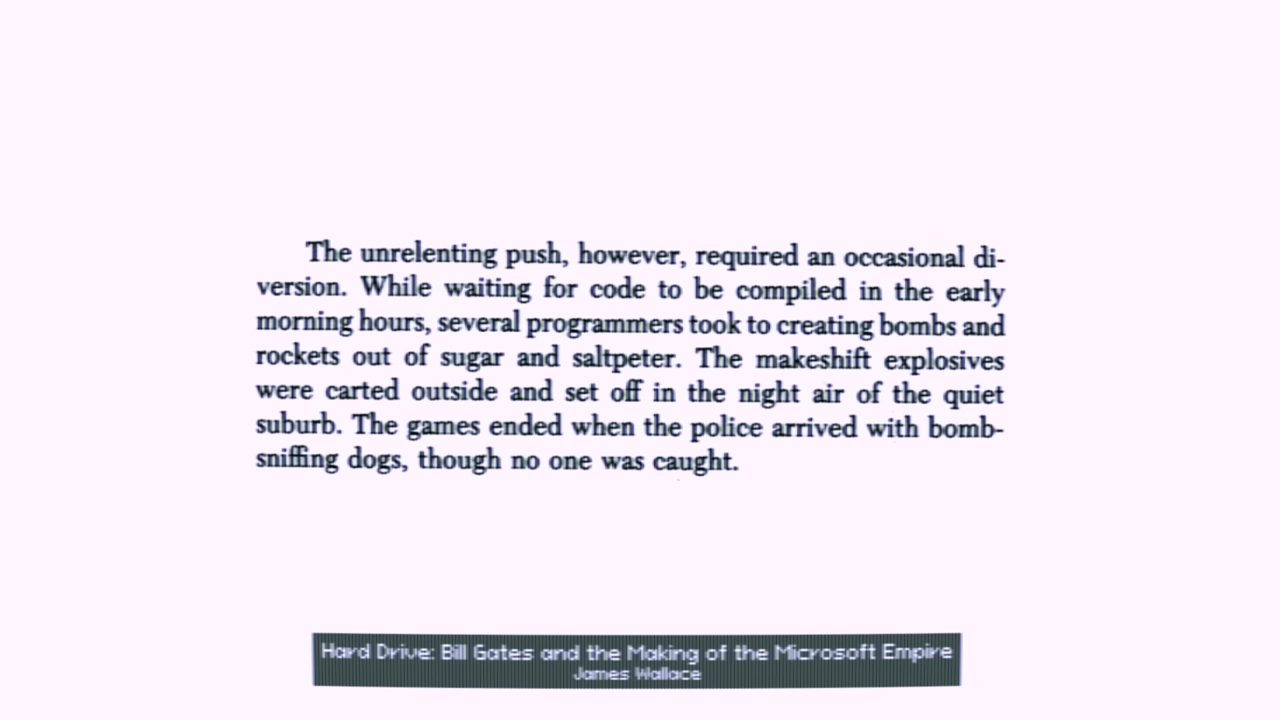 The unrelenting push, however, required an occasional di-
version. While waiting for code to be compiled in the early
morning hours, several programmers took to creating bombs and
rockets out of sugar and saltpeter. The makeshift explosives
were carted outside and set off in the night air of the quiet
suburb. The games ended when the police arrived with bomb-
sniffing dogs, though no one was caught.
Hard Drive: Bill Gates and the Making of the Microsoft Empire
James Wallace